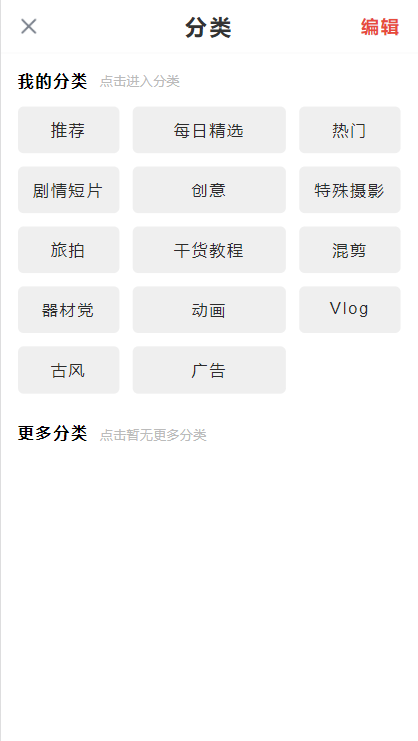 分类 编辑
我的分类 点击进入分类
推荐 每日精选 热门
剧情短片 创意 特殊摄影
旅拍 干货教程 混剪
器材党 动画 Vlog
古风 广告
更多分类 点击暂无更多分类